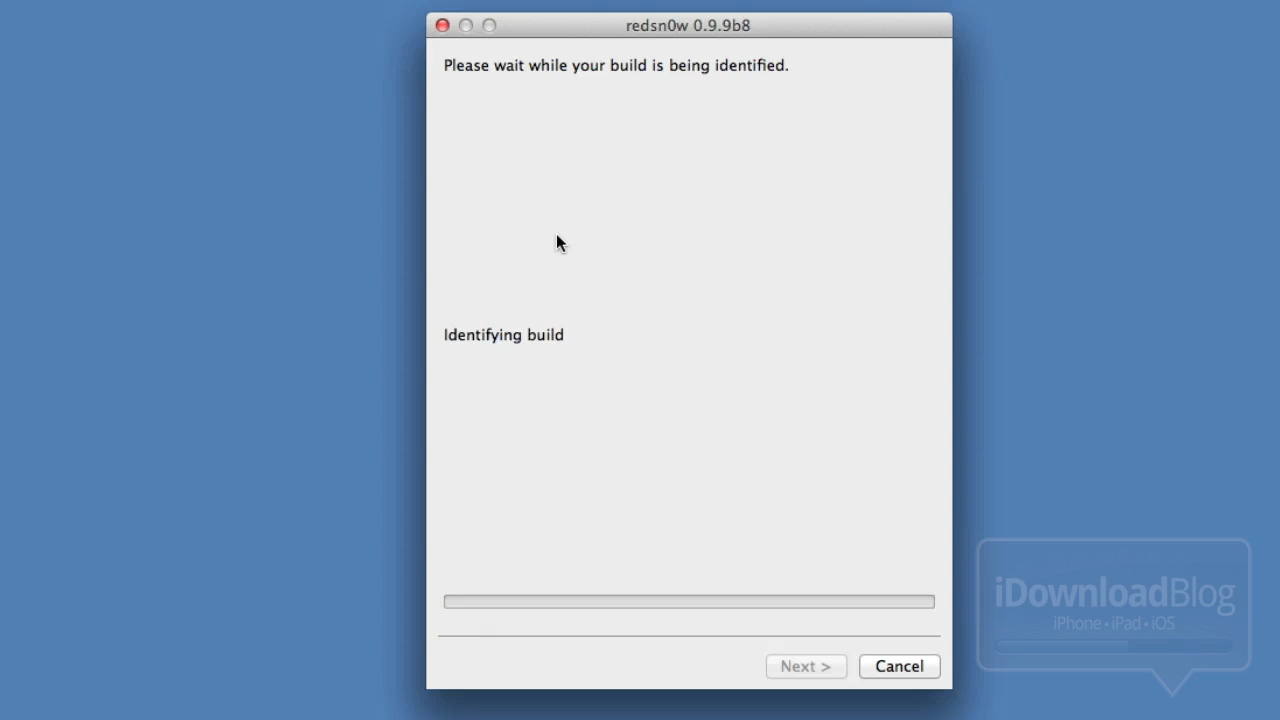 redsn0w 0.9.9b8
Please wait while your build is being identified.
Identifying build
iDownloadBlog
iPhone • iPad • iOS
Next >
Cancel